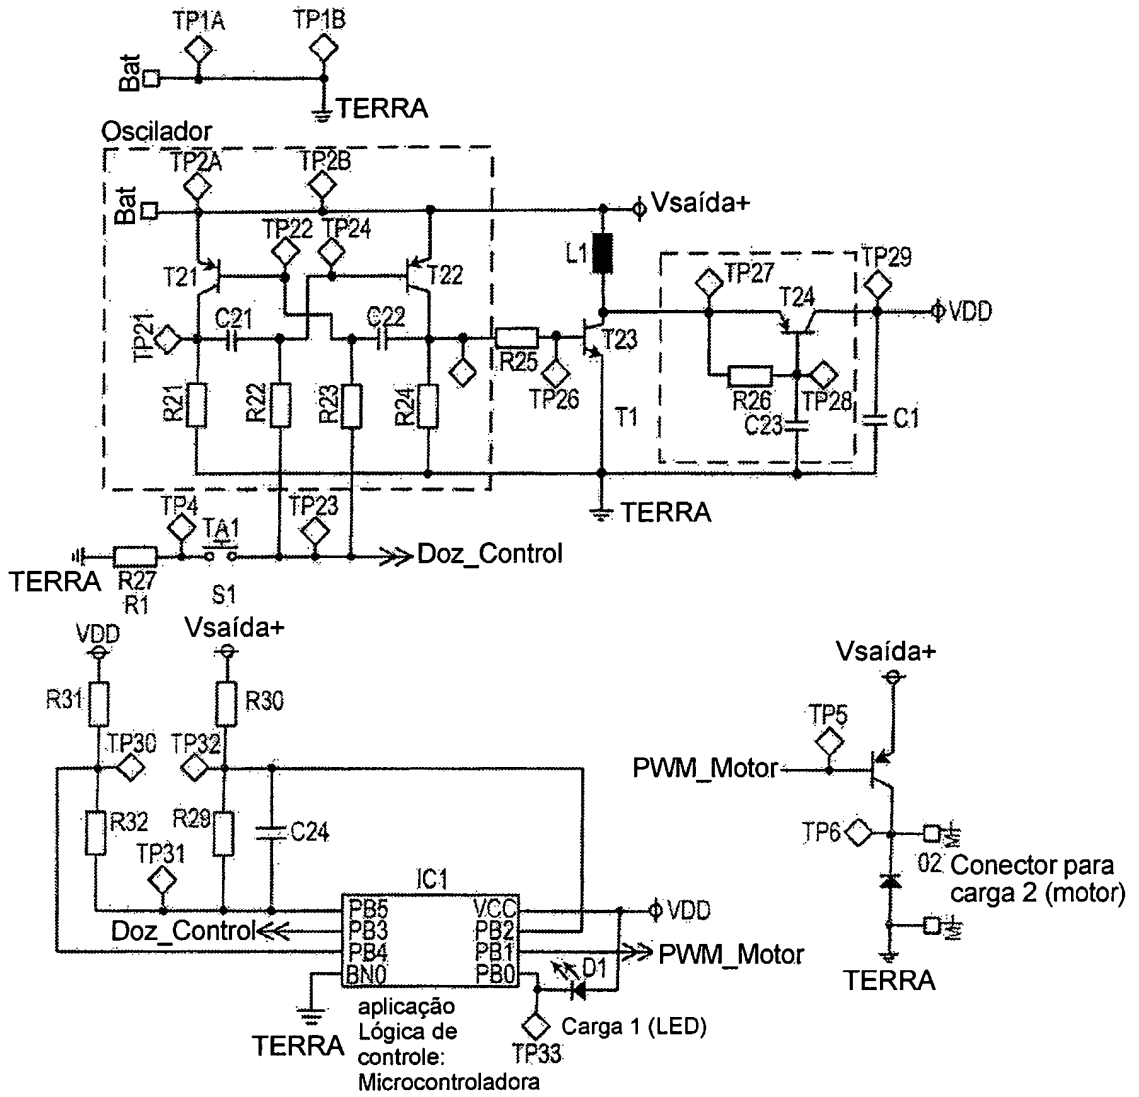 TP1A
TP1B
Bat
TERRA
Oscilador
TP2A
TP2B
Bat
Vsaída+
TP22
TP24
L1
TP27
TP29
T21
T22
T24
VDD
TP21
C21
C22
T23
R25
R21
R22
R23
R24
TP26
R26
TP28
T1
C23
C1
TP4
TA1
TP23
TERRA
Doz_Control
TERRA
R27
R1
S1
VDD
Vsaída+
Vsaída+
R31
R30
TP5
TP30
TP32
PWM_Motor
R32
R29
C24
TP6
TP31
02 Conector para
carga 2 (motor)
IC1
PB5
VCC
VDD
Doz_Control
PB3
PB2
PB4
PB1
PWM_Motor
BN0
PB0
D1
TERRA
TERRA
aplicação
Lógica de
controle:
Microcontroladora
Carga 1 (LED)
TP33